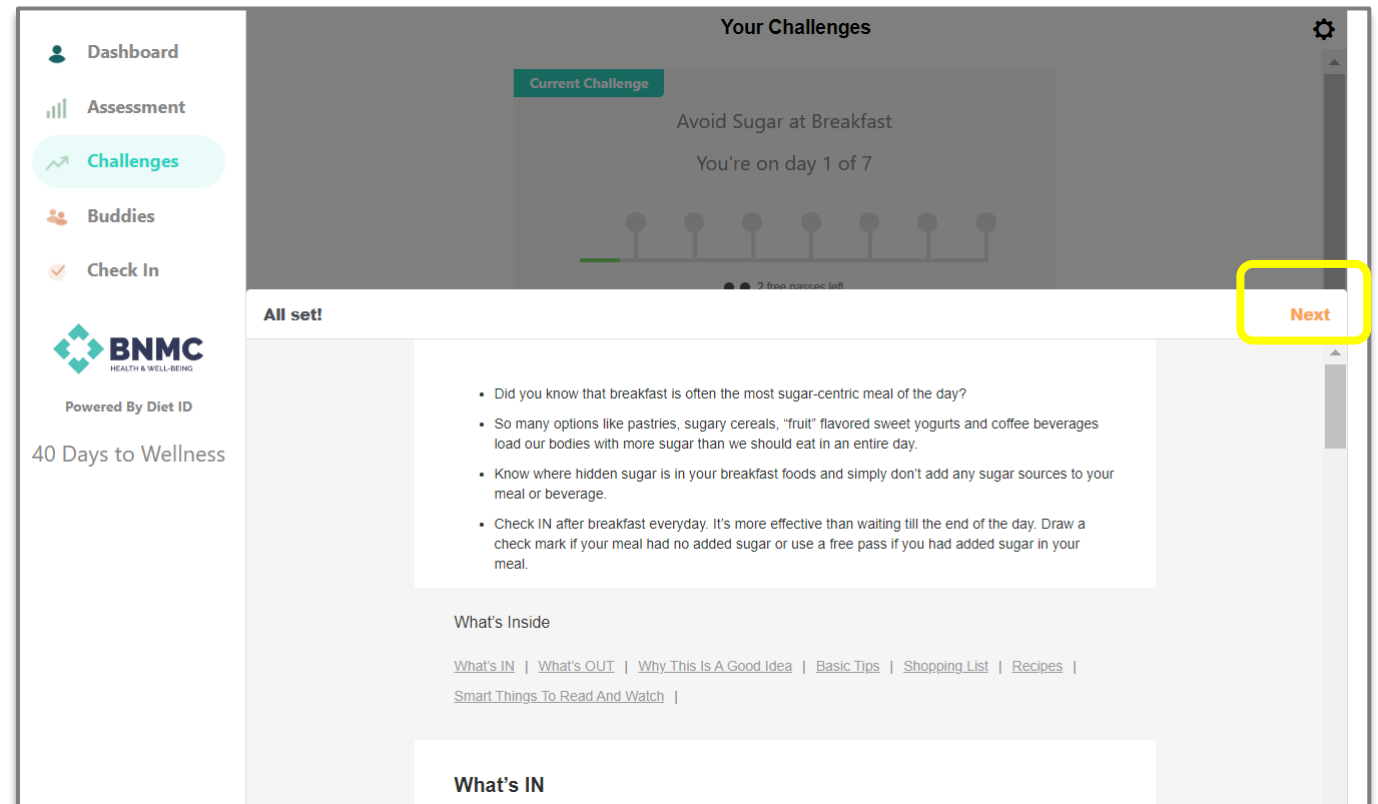 Your Challenges
Dashboard
Assessment
Challenges
Buddies
Check In
BNMC
HEALTH & WELL-BEING
Powered By Diet ID
40 Days to Wellness
Current Challenge
Avoid Sugar at Breakfast
You're on day 1 of 7
2 free passes left
All set!
Next
• Did you know that breakfast is often the most sugar-centric meal of the day?
• So many options like pastries, sugary cereals, “fruit” flavored sweet yogurts and coffee beverages
load our bodies with more sugar than we should eat in an entire day.
• Know where hidden sugar is in your breakfast foods and simply don’t add any sugar sources to your
meal or beverage.
• Check IN after breakfast everyday. It’s more effective than waiting till the end of the day. Draw a
check mark if your meal had no added sugar or use a free pass if you had added sugar in your
meal.
What’s Inside
What’s IN | What’s OUT | Why This Is A Good Idea | Basic Tips | Shopping List | Recipes |
Smart Things To Read And Watch |
What’s IN